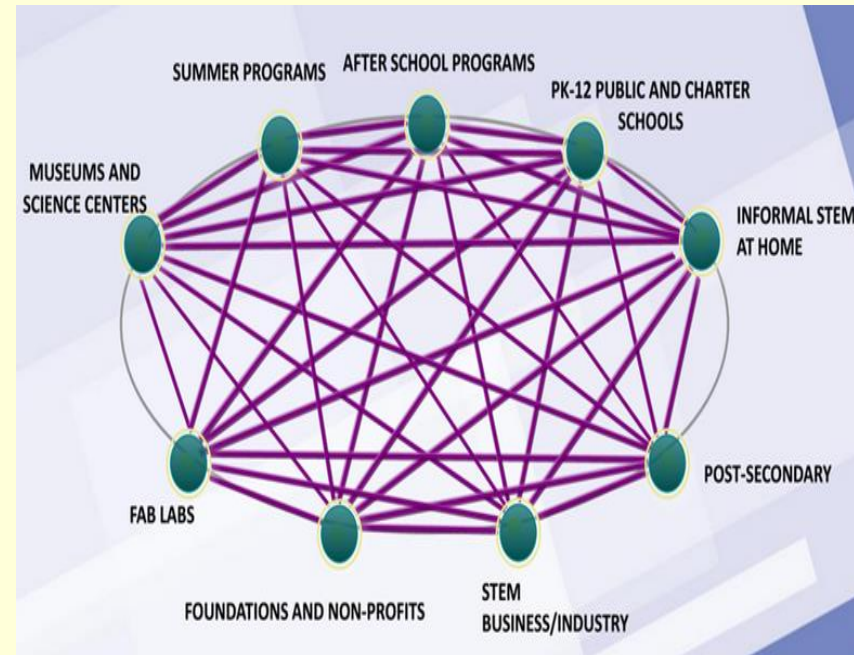 SUMMER PROGRAMS
AFTER SCHOOL PROGRAMS
PK-12 PUBLIC AND CHARTER
SCHOOLS
MUSEUMS AND
SCIENCE CENTERS
INFORMAL STEM
AT HOME
FAB LABS
POST-SECONDARY
FOUNDATIONS AND NON-PROFITS
STEM
BUSINESS/INDUSTRY